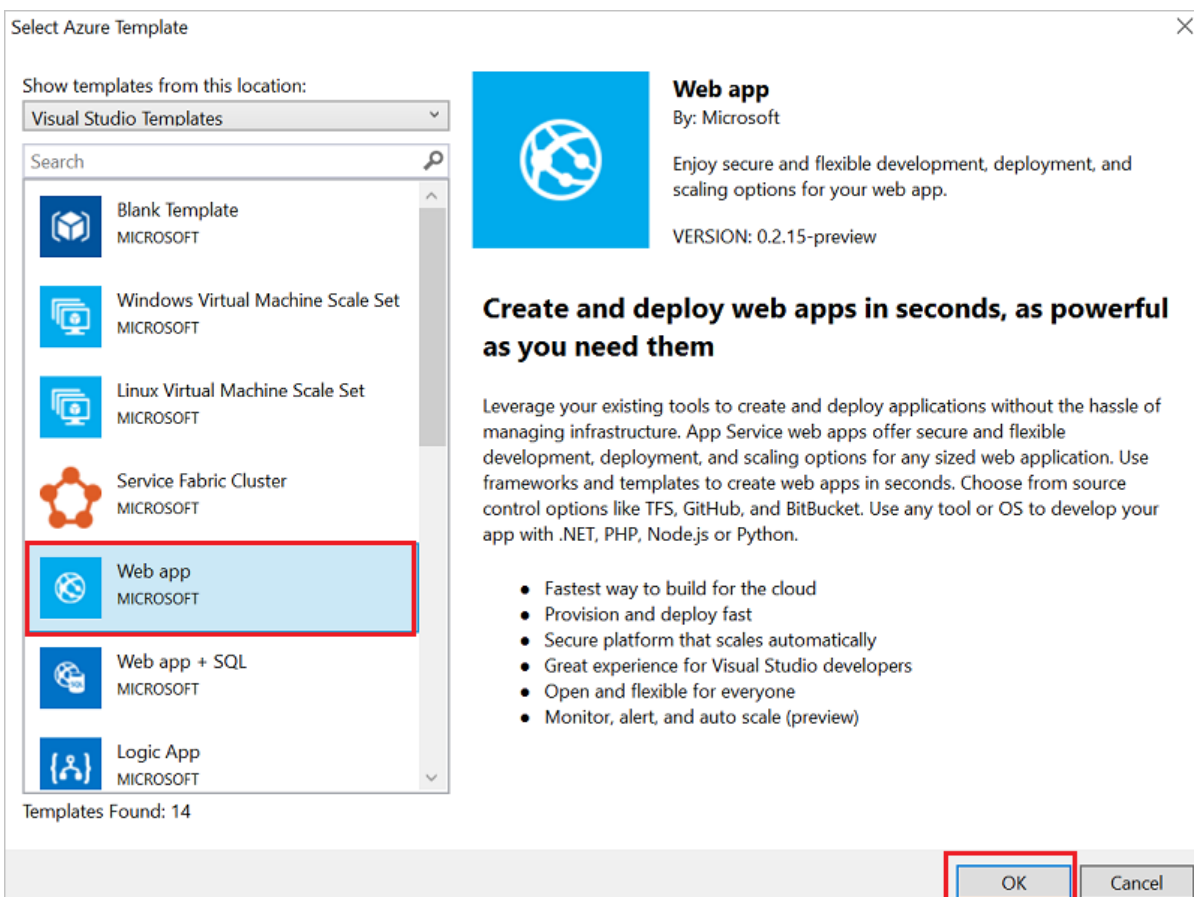 Select Azure Template
Show templates from this location:
Visual Studio Templates
Search
Blank Template
MICROSOFT
Windows Virtual Machine Scale Set
MICROSOFT
Linux Virtual Machine Scale Set
MICROSOFT
Service Fabric Cluster
MICROSOFT
Web app
MICROSOFT
Web app + SQL
MICROSOFT
Logic App
MICROSOFT
Templates Found: 14
Web app
By: Microsoft
Enjoy secure and flexible development, deployment, and
scaling options for your web app.
VERSION: 0.2.15-preview
Create and deploy web apps in seconds, as powerful
as you need them
Leverage your existing tools to create and deploy applications without the hassle of
managing infrastructure. App Service web apps offer secure and flexible
development, deployment, and scaling options for any sized web application. Use
frameworks and templates to create web apps in seconds. Choose from source
control options like TFS, GitHub, and BitBucket. Use any tool or OS to develop your
app with .NET, PHP, Node.js or Python.
● Fastest way to build for the cloud
● Provision and deploy fast
● Secure platform that scales automatically
● Great experience for Visual Studio developers
● Open and flexible for everyone
● Monitor, alert, and auto scale (preview)
OK
Cancel